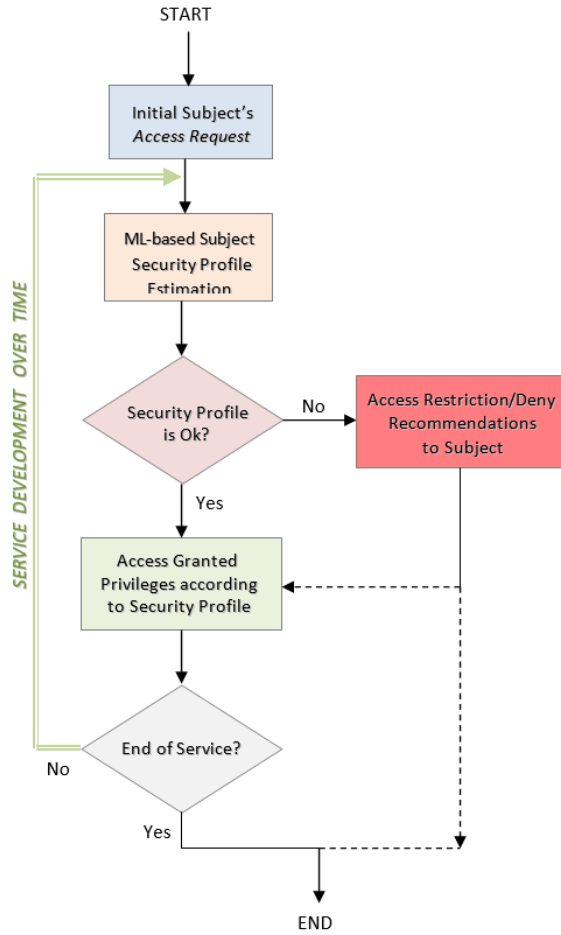 START
Initial Subject's
Access Request
ML-based Subject
Security Profile
Estimation
SERVICE DEVELOPMENT OVER TIME
Security Profile
is Ok?
No
Access Restriction/Deny
Recommendations
to Subject
Yes
Access Granted
Privileges according
to Security Profile
End of Service?
No
Yes
END